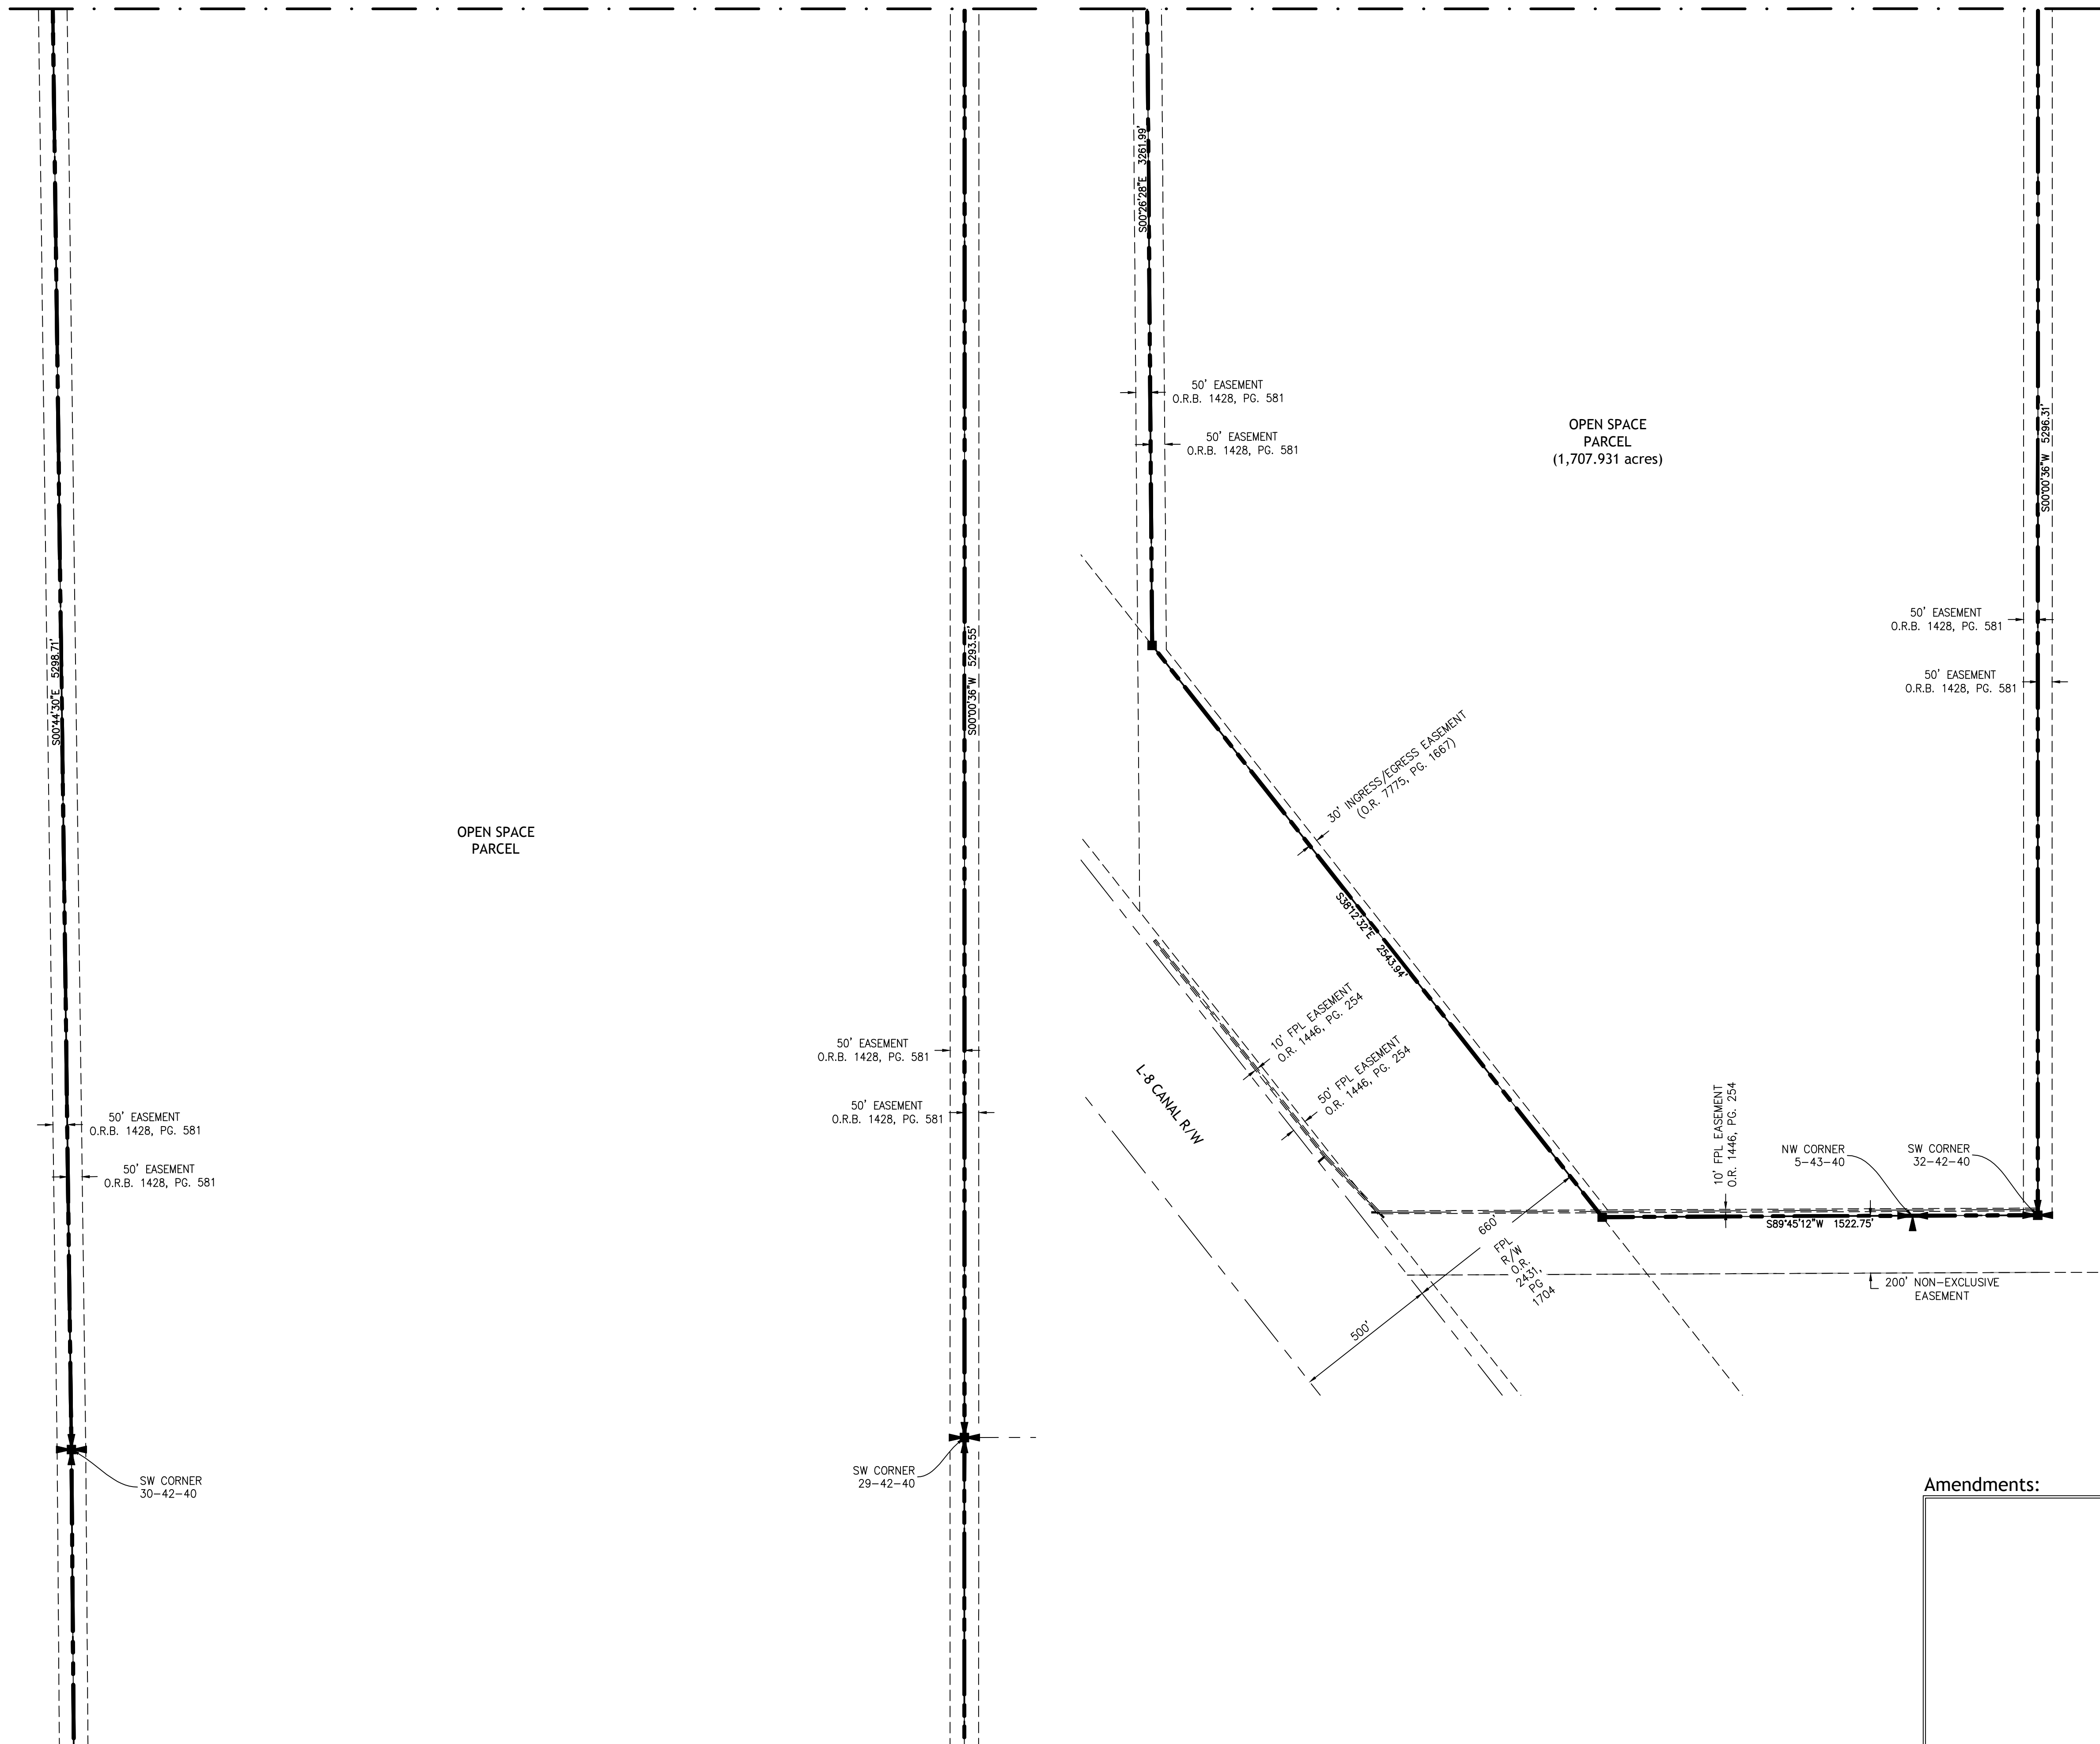 S00°44'30"E 5298.71'
OPEN SPACE
PARCEL
50' EASEMENT
O.R.B. 1428, PG. 581
50' EASEMENT
O.R.B. 1428, PG. 581
SW CORNER
30-42-40
S00°00'36"W 5293.55'
50' EASEMENT
O.R.B. 1428, PG. 581
50' EASEMENT
O.R.B. 1428, PG. 581
SW CORNER
29-42-40
S00°26'28"E 3261.99'
50' EASEMENT
O.R.B. 1428, PG. 581
50' EASEMENT
O.R.B. 1428, PG. 581
OPEN SPACE
PARCEL
(1,707.931 acres)
S00°00'36"W 5296.31'
50' EASEMENT
O.R.B. 1428, PG. 581
50' EASEMENT
O.R.B. 1428, PG. 581
30' INGRESS/EGRESS EASEMENT
(O.R. 7775, PG. 1667)
S38°12'32"E 2543.94'
10' FPL EASEMENT
O.R. 1446, PG. 254
50' FPL EASEMENT
O.R. 1446, PG. 254
L-8 CANAL R/W
10' FPL EASEMENT
O.R. 1446, PG. 254
NW CORNER
5-43-40
SW CORNER
32-42-40
S89°45'12"W 1522.75'
660'
FPL
R/W
O.R.
2431,
PG
1704
500'
200' NON-EXCLUSIVE
EASEMENT
Amendments: